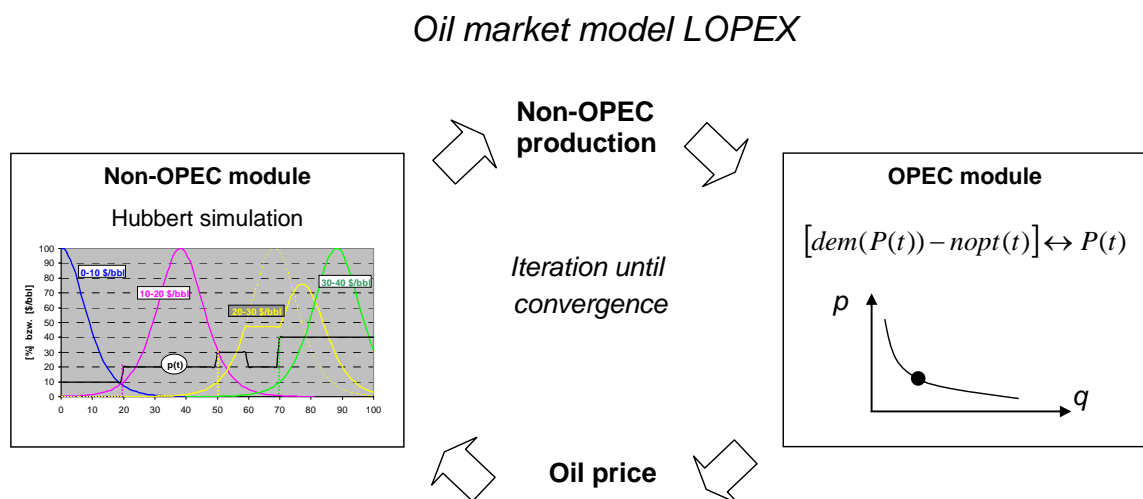 Oil market model LOPEX
Non-OPEC
production
Non-OPEC module
Hubbert simulation
[%] bzw. [$/bbl]
100
90
80
70
60
50
40
30
20
10
0
0-10 $/bbl
10-20 $/bbl
20-30 $/bbl
30-40 $/bbl
p(t)
0 10 20 30 40 50 60 70 80 90 100
Iteration until
convergence
OPEC module
[dem(P(t)) − nopt(t)] ↔ P(t)
p
q
Oil price